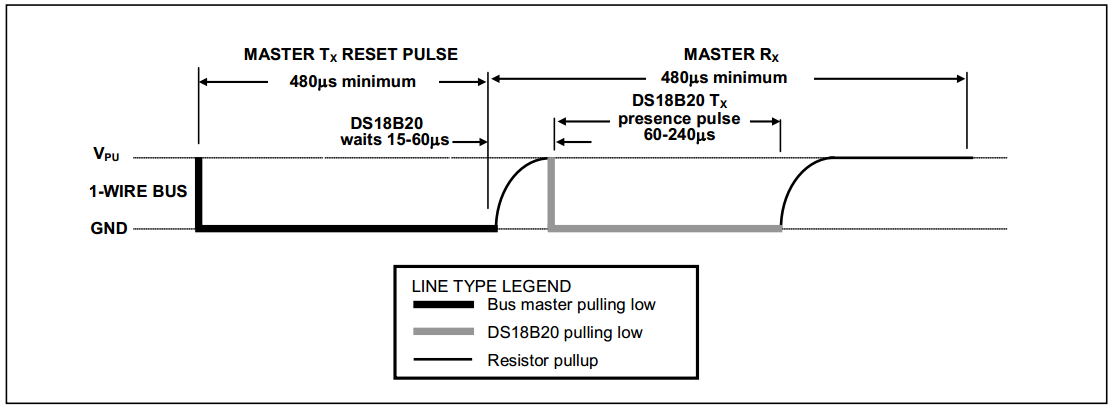 MASTER TX RESET PULSE
480μs minimum
MASTER RX
480μs minimum
DS18B20
waits 15-60μs
DS18B20 TX
presence pulse
60-240μs
VPU
1-WIRE BUS
GND
LINE TYPE LEGEND
Bus master pulling low
DS18B20 pulling low
Resistor pullup